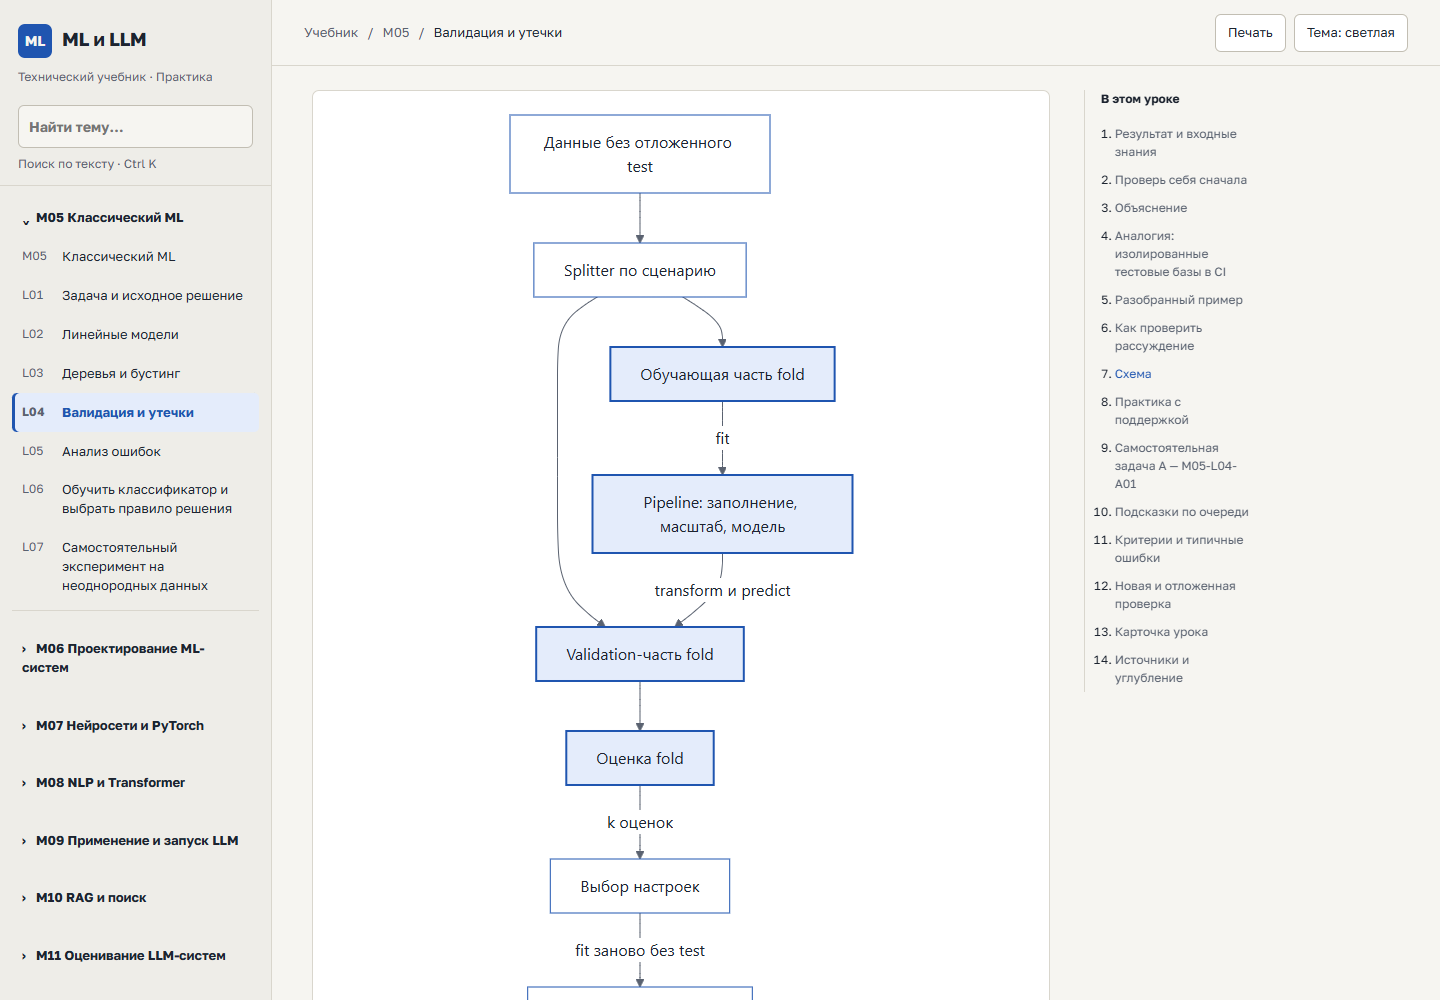 ML ML и LLM
Технический учебник · Практика
Найти тему...
Поиск по тексту · Ctrl K
M05 Классический ML
M05 Классический ML
L01 Задача и исходное решение
L02 Линейные модели
L03 Деревья и бустинг
L04 Валидация и утечки
L05 Анализ ошибок
L06 Обучить классификатор и
выбрать правило решения
L07 Самостоятельный
эксперимент на
неоднородных данных
› M06 Проектирование ML-
систем
› M07 Нейросети и PyTorch
› M08 NLP и Transformer
› M09 Применение и запуск LLM
› M10 RAG и поиск
› M11 Оценивание LLM-систем
Учебник / M05 / Валидация и утечки
Печать
Тема: светлая
Данные без отложенного
test
Splitter по сценарию
Обучающая часть fold
fit
Pipeline: заполнение,
масштаб, модель
transform и predict
Validation-часть fold
Оценка fold
k оценок
Выбор настроек
fit заново без test
В этом уроке
1. Результат и входные
знания
2. Проверь себя сначала
3. Объяснение
4. Аналогия:
изолированные
тестовые базы в CI
5. Разобранный пример
6. Как проверить
рассуждение
7. Схема
8. Практика с
поддержкой
9. Самостоятельная
задача A — M05-L04-
A01
10. Подсказки по очереди
11. Критерии и типичные
ошибки
12. Новая и отложенная
проверка
13. Карточка урока
14. Источники и
углубление